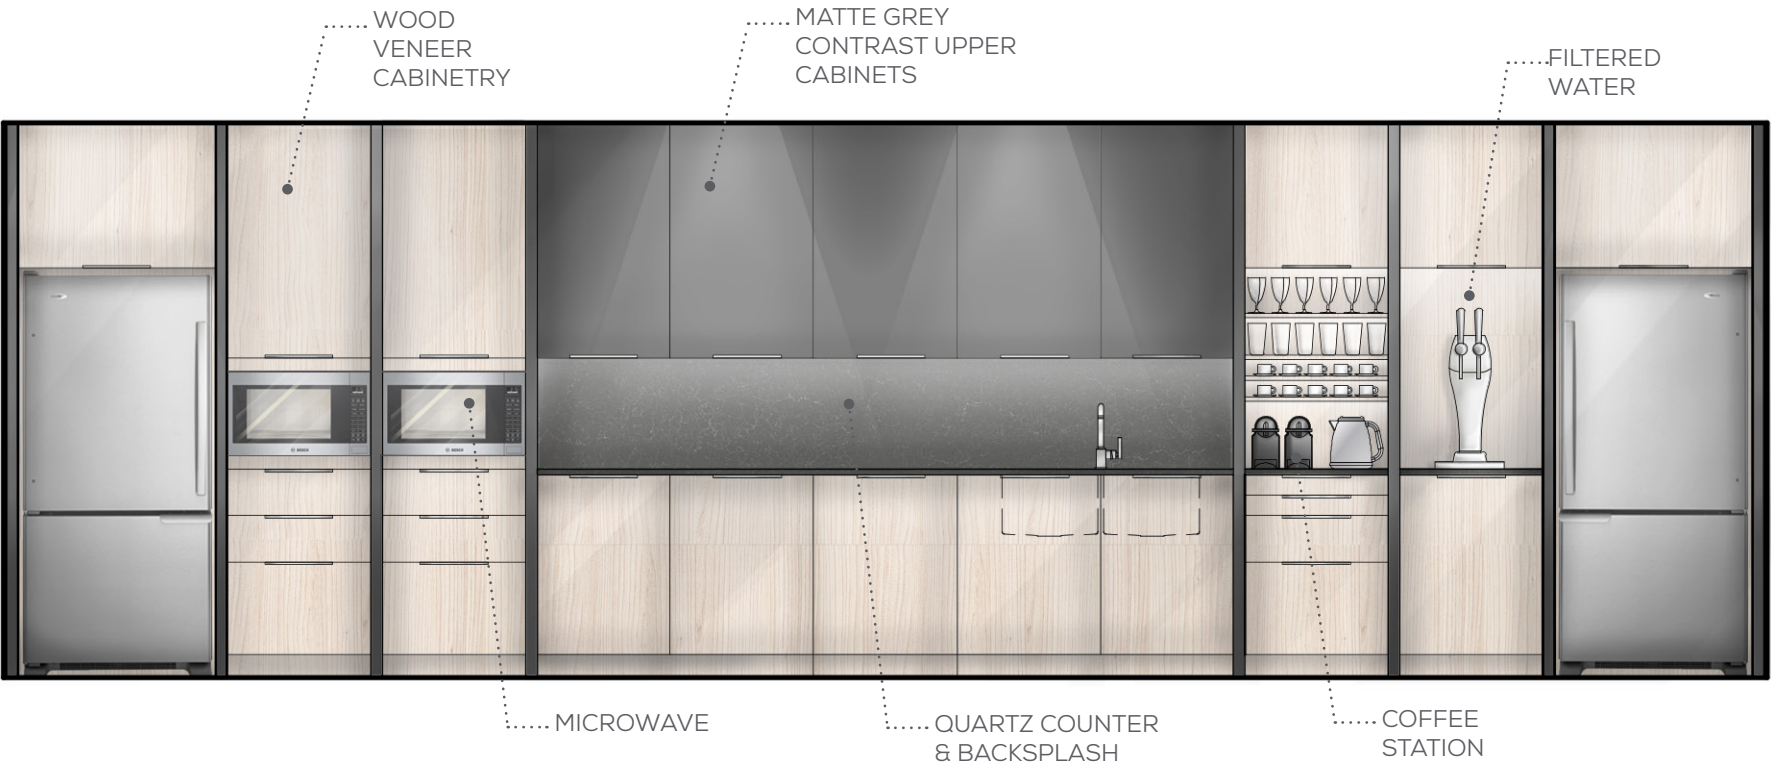 WOOD
VENEER
CABINETRY
MATTE GREY
CONTRAST UPPER
CABINETS
FILTERED
WATER
MICROWAVE
QUARTZ COUNTER
& BACKSPLASH
COFFEE
STATION